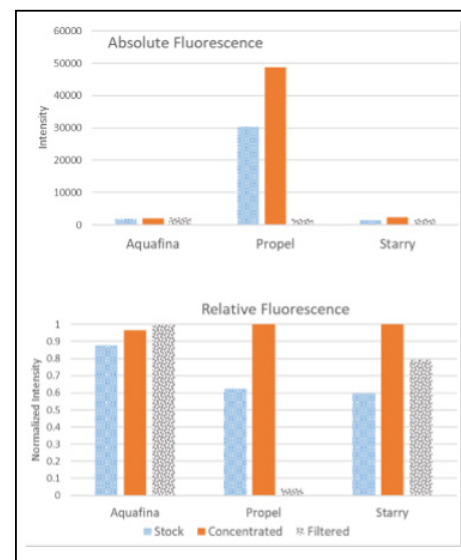 Absolute Fluorescence
60000
50000
40000
30000
20000
10000
0
Intensity
Aquafina Propel Starry
Relative Fluorescence
1
0.9
0.8
0.7
0.6
0.5
0.4
0.3
0.2
0.1
0
Normalized Intensity
Aquafina Propel Starry
Stock Concentrated Filtered